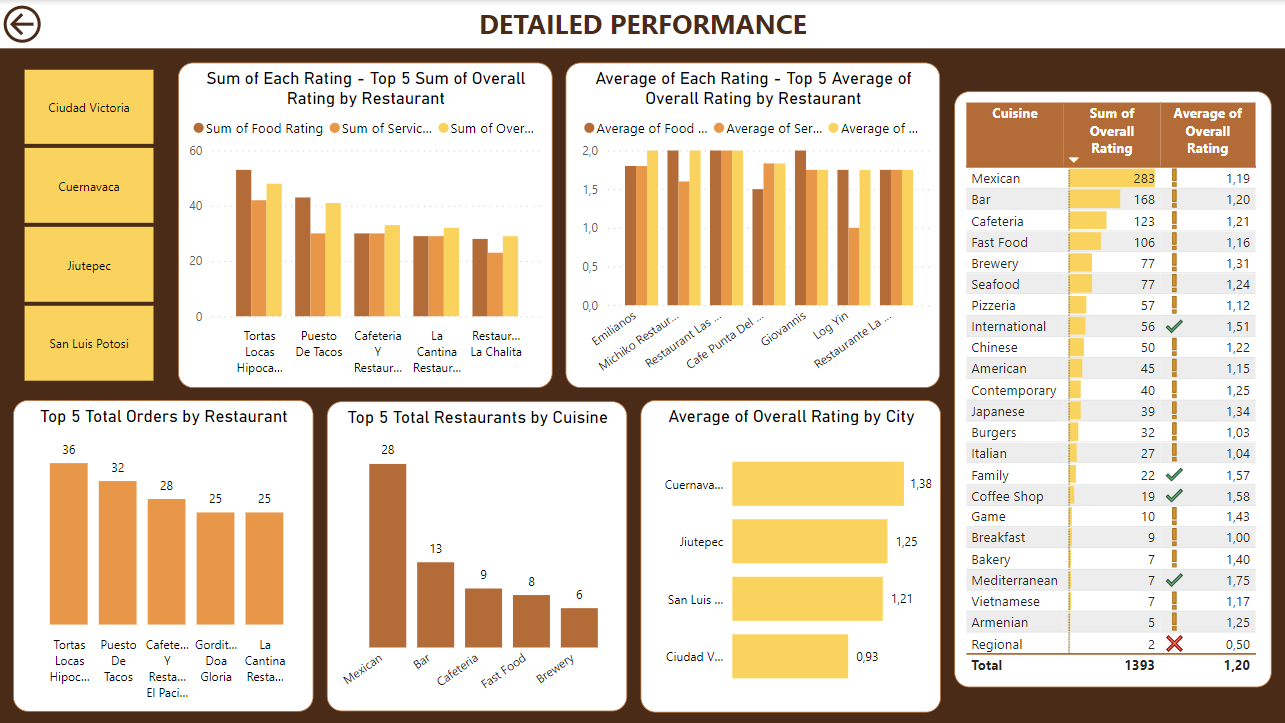 DETAILED PERFORMANCE
Ciudad Victoria
Cuernavaca
Jiutepec
San Luis Potosi
Sum of Each Rating - Top 5 Sum of Overall
Rating by Restaurant
Sum of Food Rating Sum of Servic... Sum of Over...
60
40
20
0
Tortas
Locas
Hipoca...
Puesto
De Tacos
Cafeteria
Y
Restaur...
La
Cantina
Restaur...
Restaur...
La Chalita
Average of Each Rating - Top 5 Average of
Overall Rating by Restaurant
Average of Food ... Average of Ser... Average of ...
2,0
1,5
1,0
0,5
0,0
Emilianos
Michiko Restaur...
Restaurant Las ...
Cafe Punta Del ...
Giovannis
Log Yin
Restaurante La ...
Top 5 Total Orders by Restaurant
36
32
28
25
25
Tortas
Locas
Hipoc...
Puesto
De
Tacos
Cafete...
Y
Resta...
El Paci...
Gordit...
Doa
Gloria
La
Cantina
Resta...
Top 5 Total Restaurants by Cuisine
28
13
9
8
6
Mexican
Bar
Cafeteria
Fast Food
Brewery
Average of Overall Rating by City
Cuernava... 1,38
Jiutepec 1,25
San Luis ... 1,21
Ciudad V... 0,93
Cuisine
Sum of
Overall
Rating
Average of
Overall
Rating
Mexican 283 1,19
Bar 168 1,20
Cafeteria 123 1,21
Fast Food 106 1,16
Brewery 77 1,31
Seafood 77 1,24
Pizzeria 57 1,12
International 56 1,51
Chinese 50 1,22
American 45 1,15
Contemporary 40 1,25
Japanese 39 1,34
Burgers 32 1,03
Italian 27 1,04
Family 22 1,57
Coffee Shop 19 1,58
Game 10 1,43
Breakfast 9 1,00
Bakery 7 1,40
Mediterranean 7 1,75
Vietnamese 7 1,17
Armenian 5 1,25
Regional 2 0,50
Total 1393 1,20